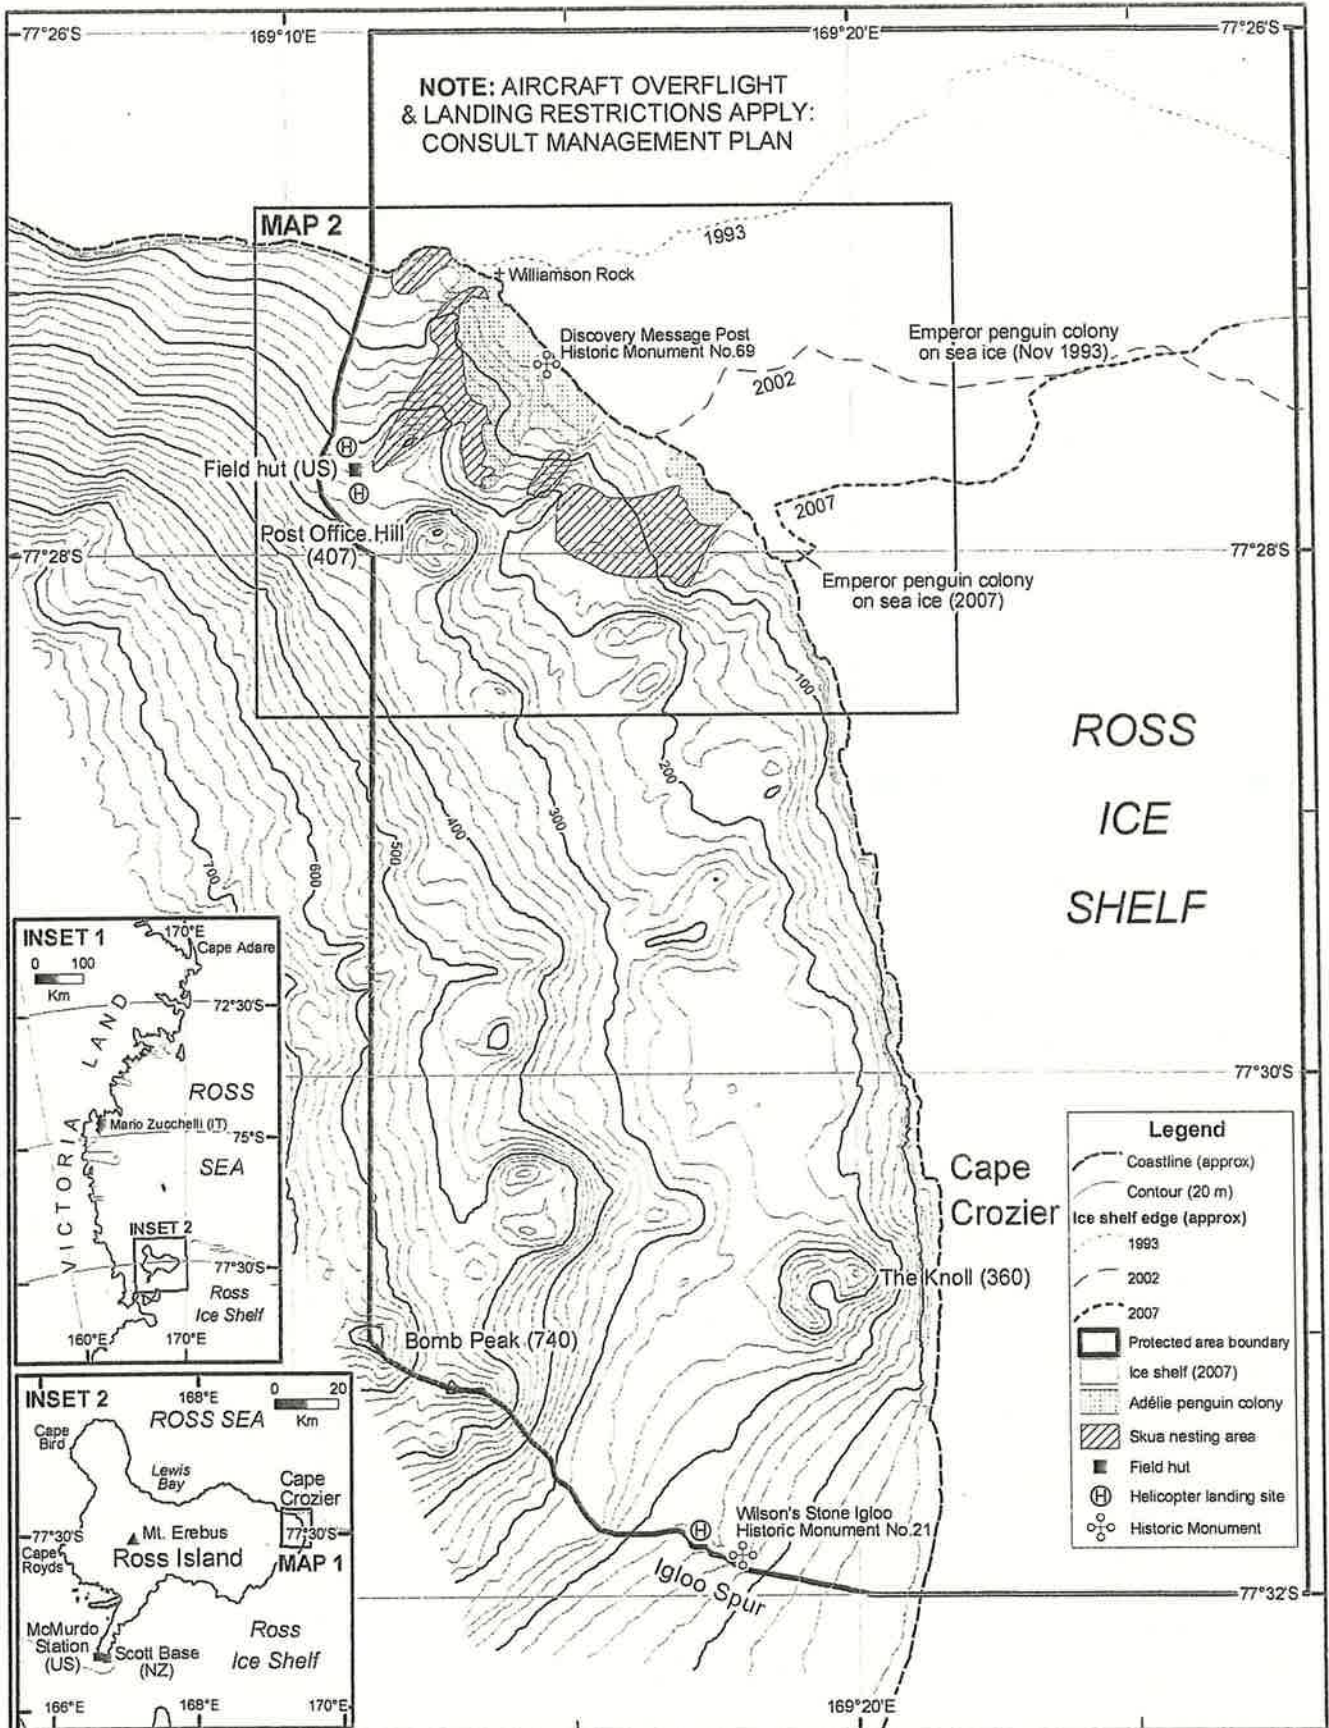 77°26'S
169°10'E
169°20'E
77°26'S
NOTE: AIRCRAFT OVERFLIGHT
& LANDING RESTRICTIONS APPLY:
CONSULT MANAGEMENT PLAN
MAP 2
1993
Williamson Rock
Discovery Message Post
Historic Monument No.69
Emperor penguin colony
on sea ice (Nov 1993)
2002
H
Field hut (US)
H
2007
Post Office Hill
(407)
77°28'S
77°28'S
Emperor penguin colony
on sea ice (2007)
100
ROSS
ICE
SHELF
200
300
400
500
600
700
INSET 1
170°E
Cape Adare
0 100
Km
72°30'S
VICTORIA LAND
ROSS
SEA
Mario Zucchelli (IT)
75°S
INSET 2
77°30'S
Ross
Ice Shelf
160°E
170°E
77°30'S
Cape
Crozier
The Knoll (360)
Bomb Peak (740)
Legend
Coastline (approx)
Contour (20 m)
Ice shelf edge (approx)
1993
2002
2007
Protected area boundary
Ice shelf (2007)
Adélie penguin colony
Skua nesting area
Field hut
H Helicopter landing site
Historic Monument
INSET 2
168°E
0 20
Km
ROSS SEA
Cape
Bird
Lewis
Bay
Cape
Crozier
77°30'S
Mt. Erebus
77°30'S
Cape
Royds
Ross Island
MAP 1
McMurdo
Station
(US)
Scott Base
(NZ)
Ross
Ice Shelf
166°E
168°E
170°E
H
Wilson's Stone Igloo
Historic Monument No.21
Igloo Spur
77°32'S
169°20'E